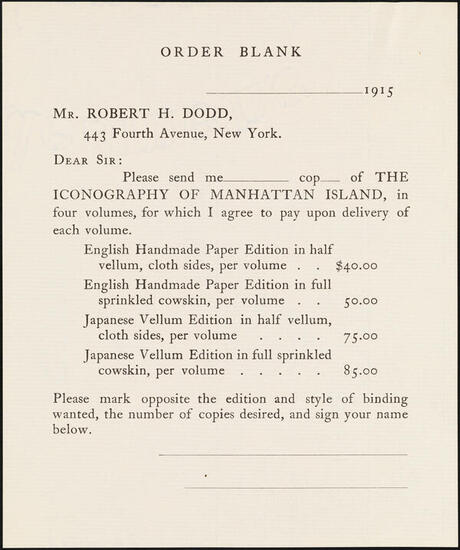 ORDER BLANK
1915
Mr. ROBERT H. DODD,
443 Fourth Avenue, New York.
Dear Sir:
Please send me________ cop___ of THE
ICONOGRAPHY OF MANHATTAN ISLAND, in
four volumes, for which I agree to pay upon delivery of
each volume.
English Handmade Paper Edition in half
vellum, cloth sides, per volume . . $40.00
English Handmade Paper Edition in full
sprinkled cowskin, per volume . . 50.00
Japanese Vellum Edition in half vellum,
cloth sides, per volume . . . . 75.00
Japanese Vellum Edition in full sprinkled
cowskin, per volume . . . . . 85.00
Please mark opposite the edition and style of binding
wanted, the number of copies desired, and sign your name
below.